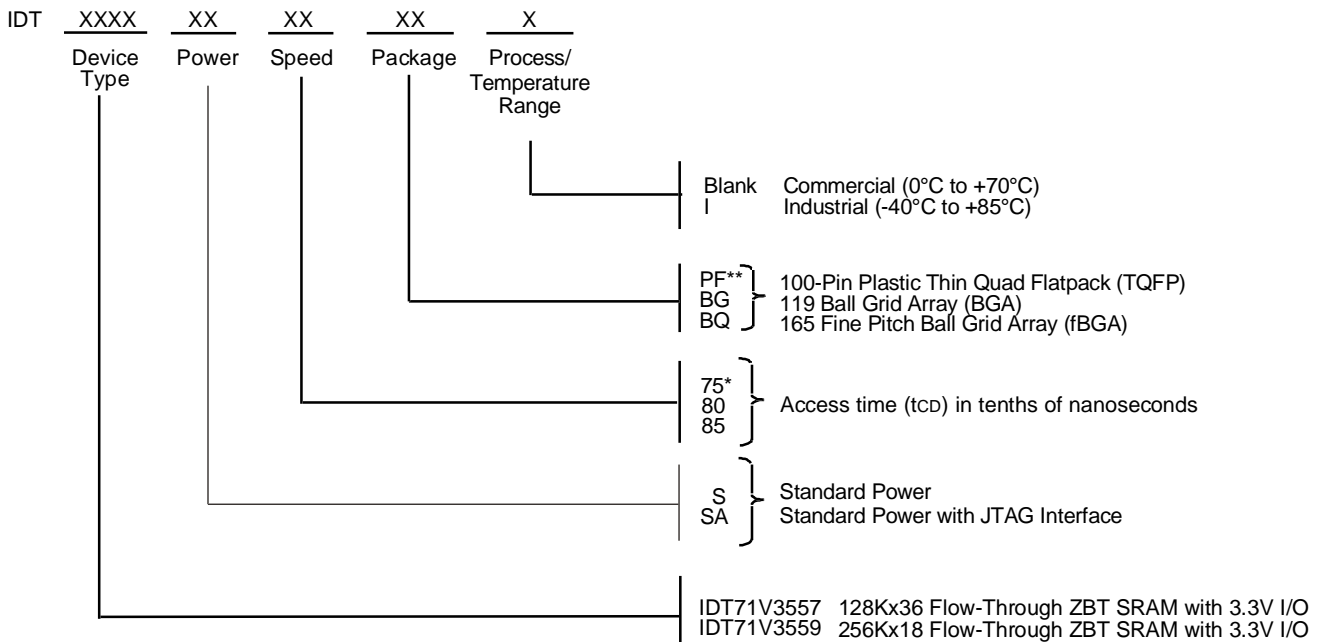 IDT XXXX XX XX XX X
Device Type
Power
Speed
Package
Process/
Temperature
Range
Blank Commercial (0°C to +70°C)
I Industrial (-40°C to +85°C)
PF** 100-Pin Plastic Thin Quad Flatpack (TQFP)
BG 119 Ball Grid Array (BGA)
BQ 165 Fine Pitch Ball Grid Array (fBGA)
75*
80 Access time (tCD) in tenths of nanoseconds
85
S Standard Power
SA Standard Power with JTAG Interface
IDT71V3557 128Kx36 Flow-Through ZBT SRAM with 3.3V I/O
IDT71V3559 256Kx18 Flow-Through ZBT SRAM with 3.3V I/O